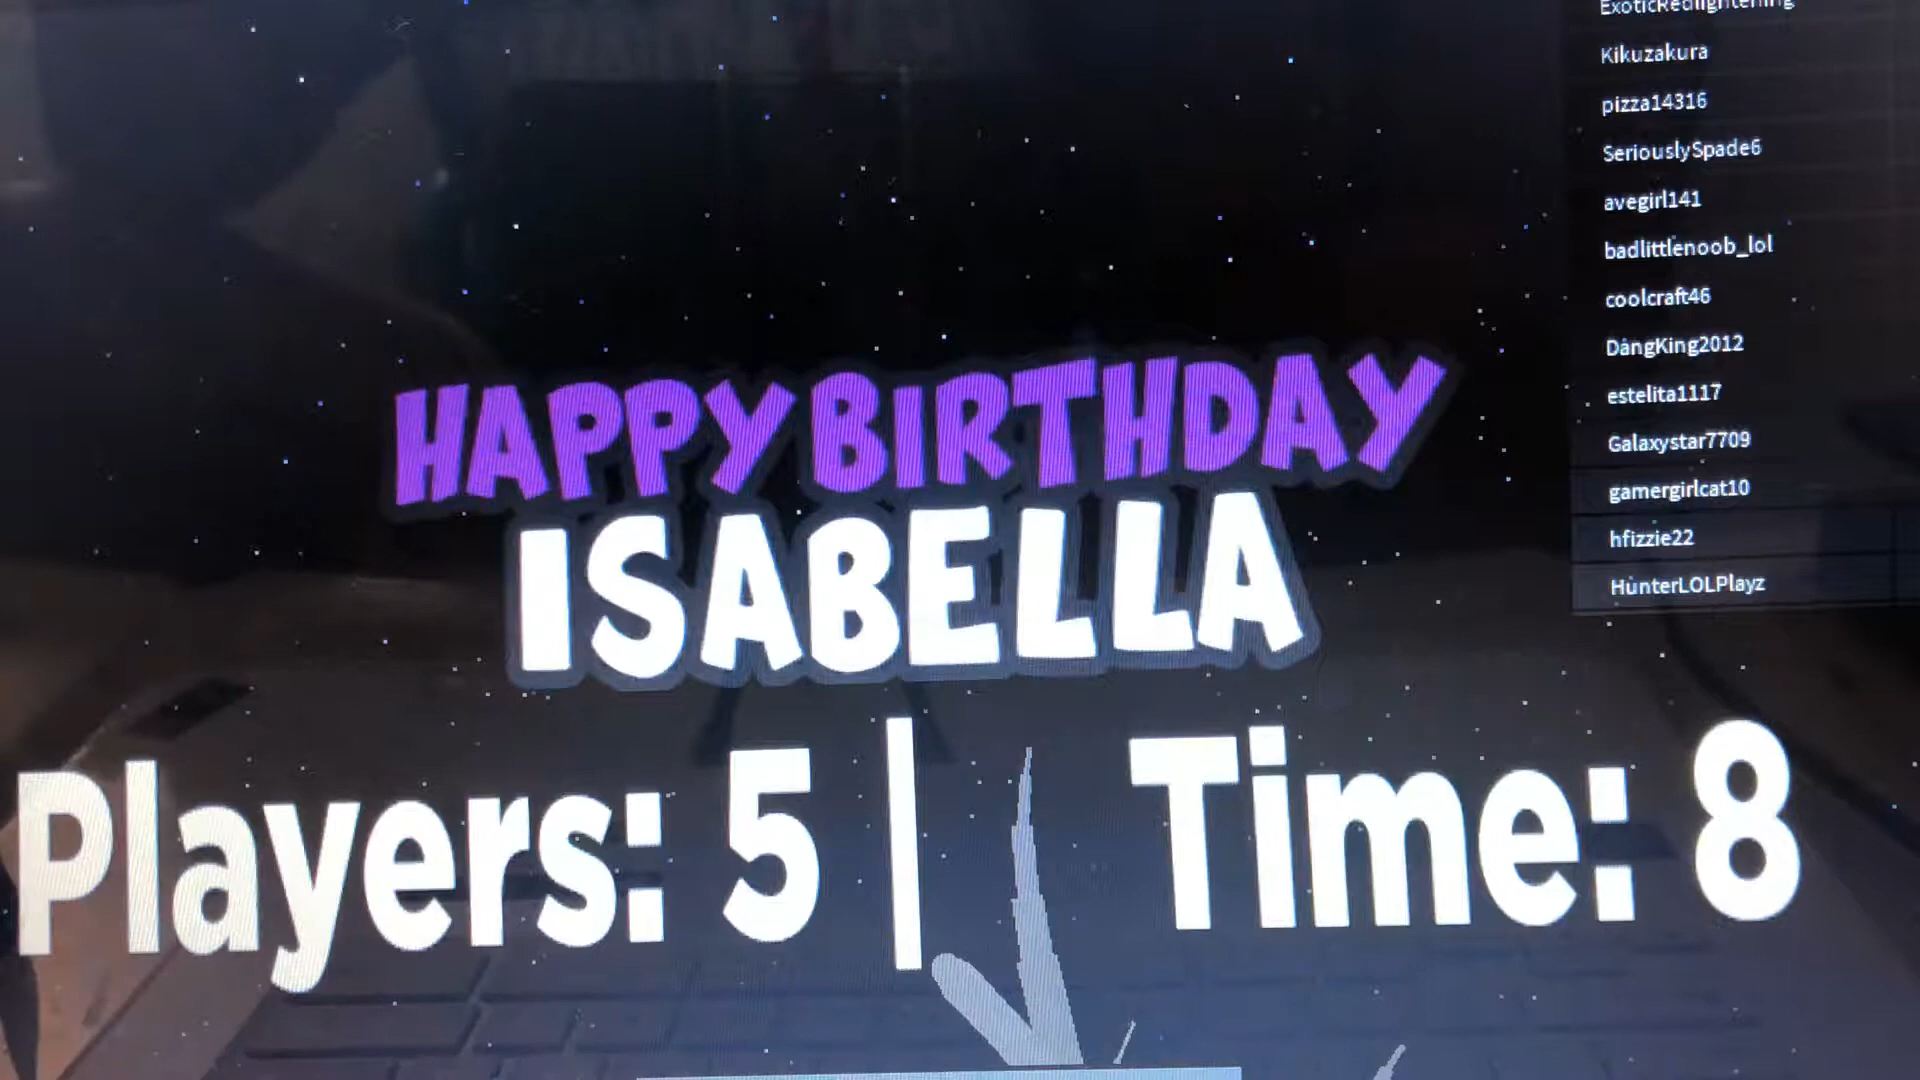 ExoticRedlightening
Kikuzakura
pizza14316
SeriouslySpade6
avegirl141
badlittlenoob_lol
coolcraft46
DangKing2012
estelita1117
Galaxystar7709
gamergirlcat10
hfizzie22
HunterLOLPlayz
HAPPY BIRTHDAY
ISABELLA
Players: 5 | Time: 8